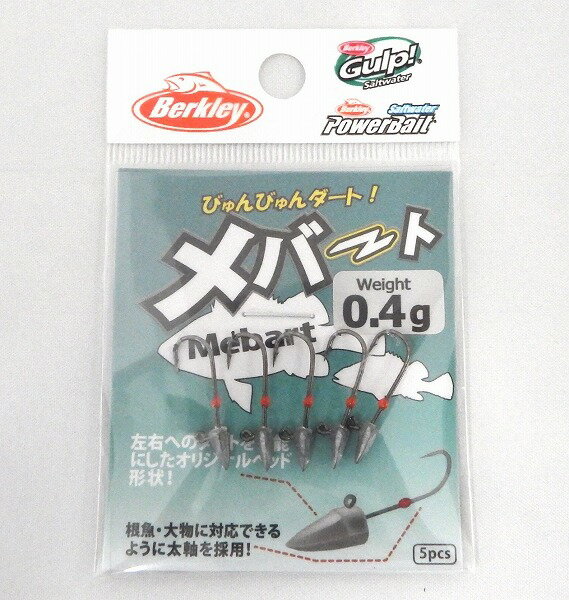 Berkley
Berkley
Gulp!
Saltwater
Berkley
Saltwater
PowerBait
びゅんびゅんダート!
メバート
Weight
0.4g
Mebart
左右への
にしたオリジナルヘッド
形状!
根魚・大物に対応できる
ように太軸を採用!
5pcs